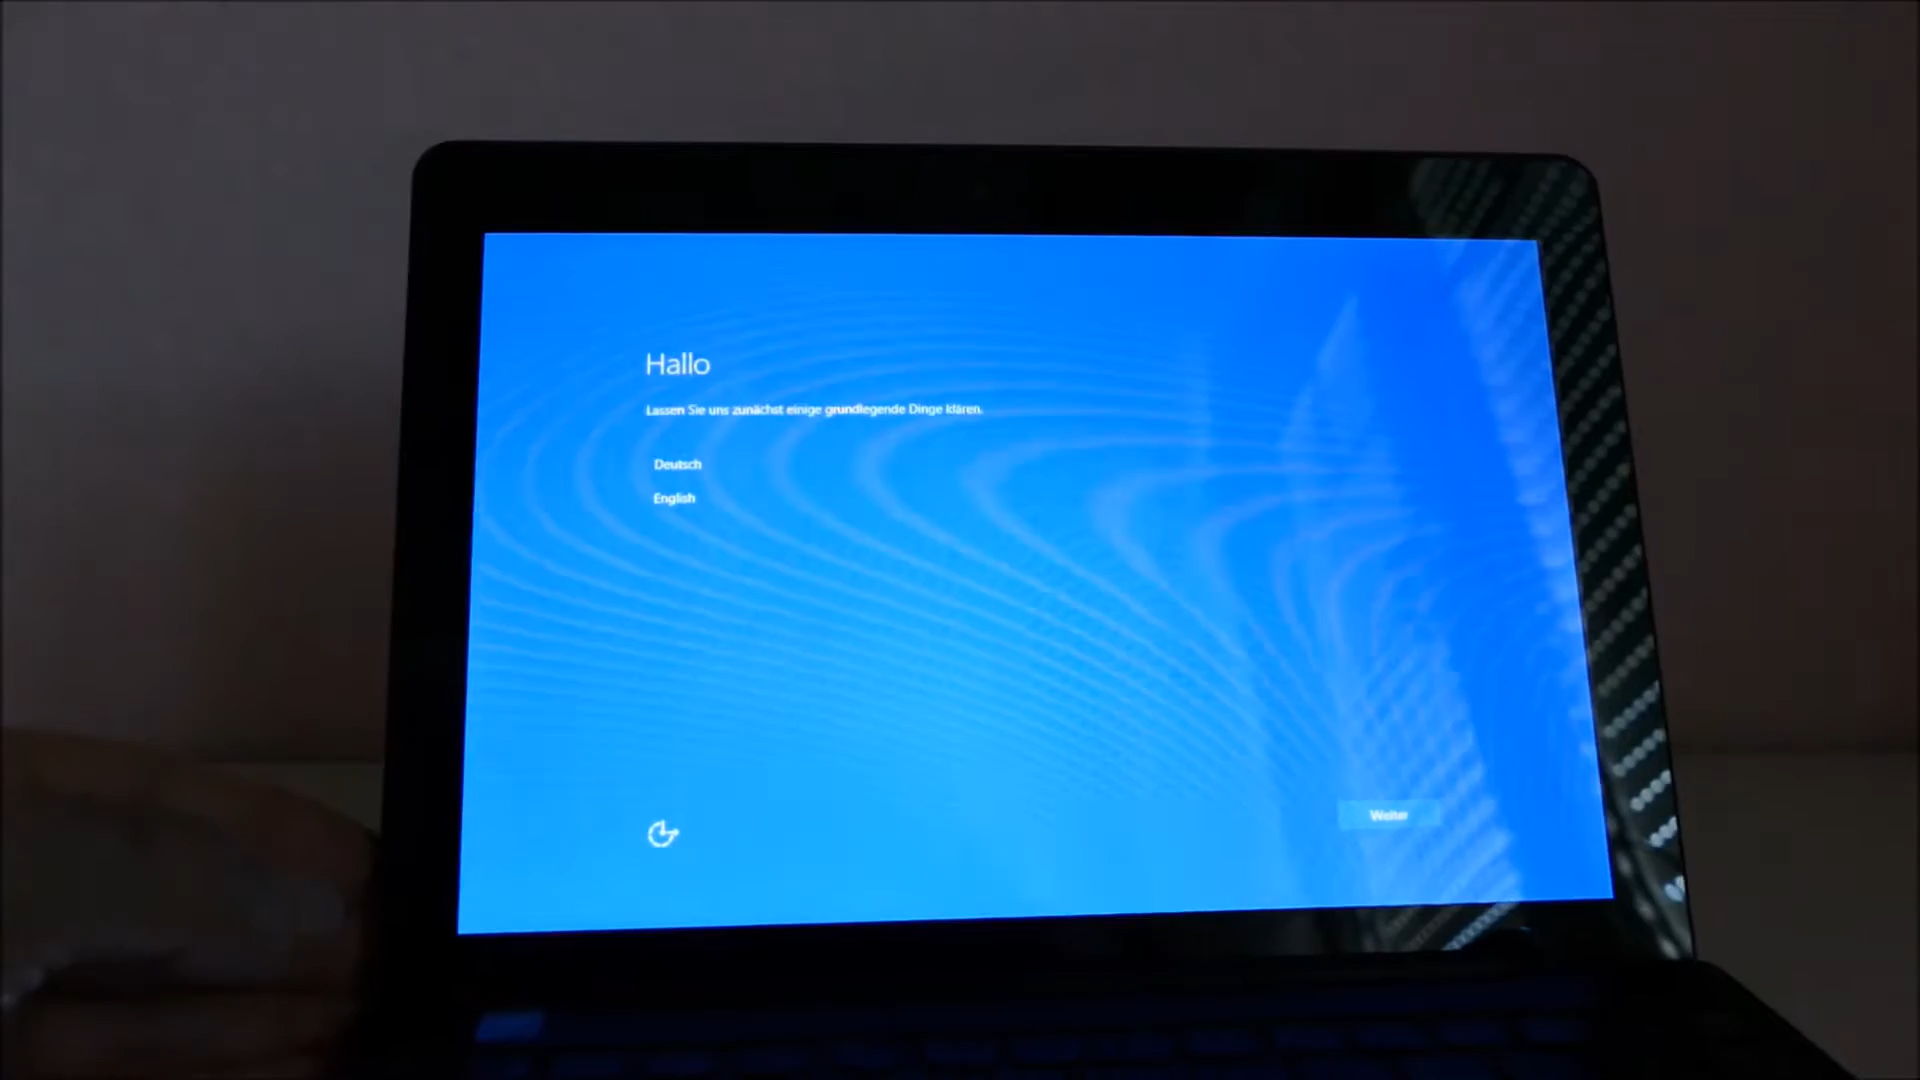 Hallo
Lassen Sie uns zunächst einige grundlegende Dinge klären.
Deutsch
English
Weiter